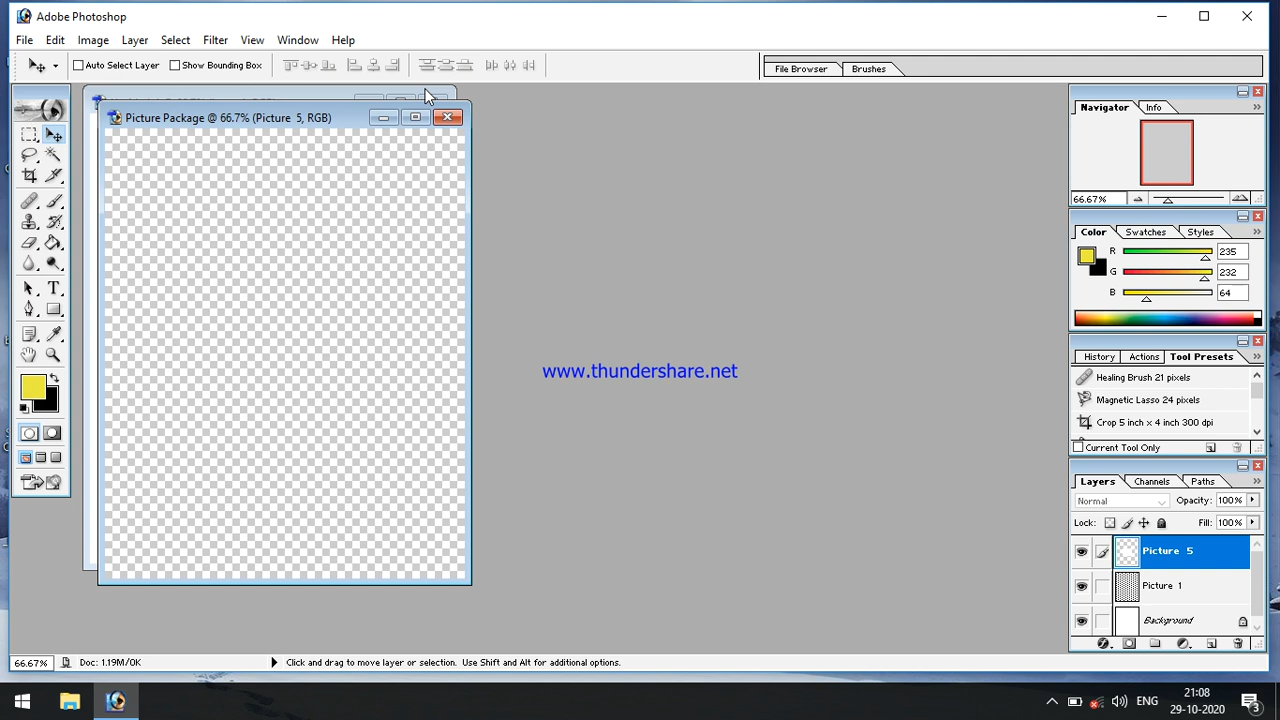 Adobe Photoshop
File Edit Image Layer Select Filter View Window Help
Auto Select Layer Show Bounding Box File Browser Brushes
Picture Package @ 66.7% (Picture 5, RGB)
Navigator Info
66.67%
Color Swatches Styles
R 235
G 232
B 64
www.thundershare.net
History Actions Tool Presets
Healing Brush 21 pixels
Magnetic Lasso 24 pixels
Crop 5 inch x 4 inch 300 dpi
Current Tool Only
Layers Channels Paths
Normal Opacity: 100%
Lock: Fill: 100%
Picture 5
Picture 1
Background
66.67% Doc: 1.19M/0K Click and drag to move layer or selection. Use Shift and Alt for additional options.
ENG
21:08
29-10-2020
3